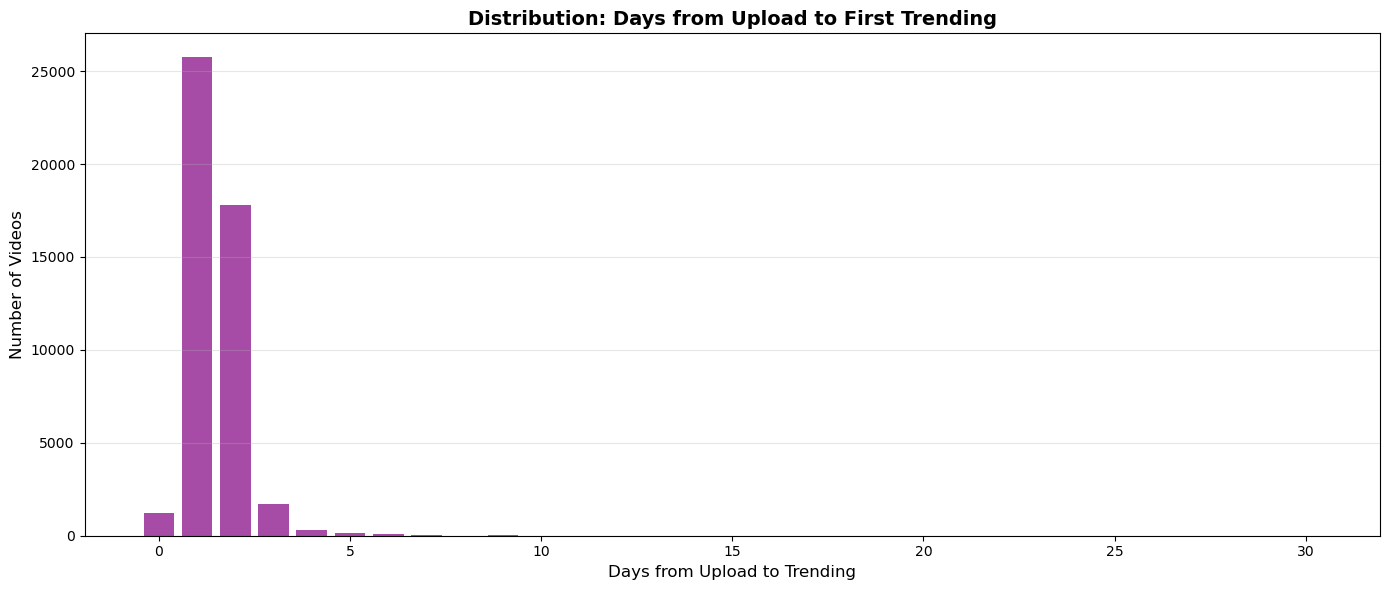 Distribution: Days from Upload to First Trending
Number of Videos
25000
20000
15000
10000
5000
0
0 5 10 15 20 25 30
Days from Upload to Trending